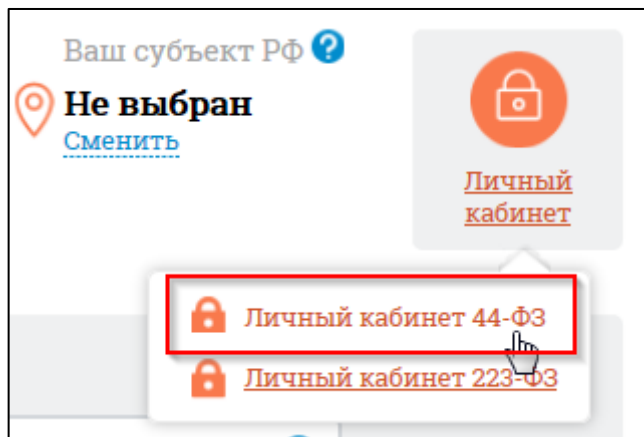 Ваш субъект РФ ?
Не выбран
Сменить
Личный
кабинет
Личный кабинет 44-ФЗ
Личный кабинет 223-ФЗ